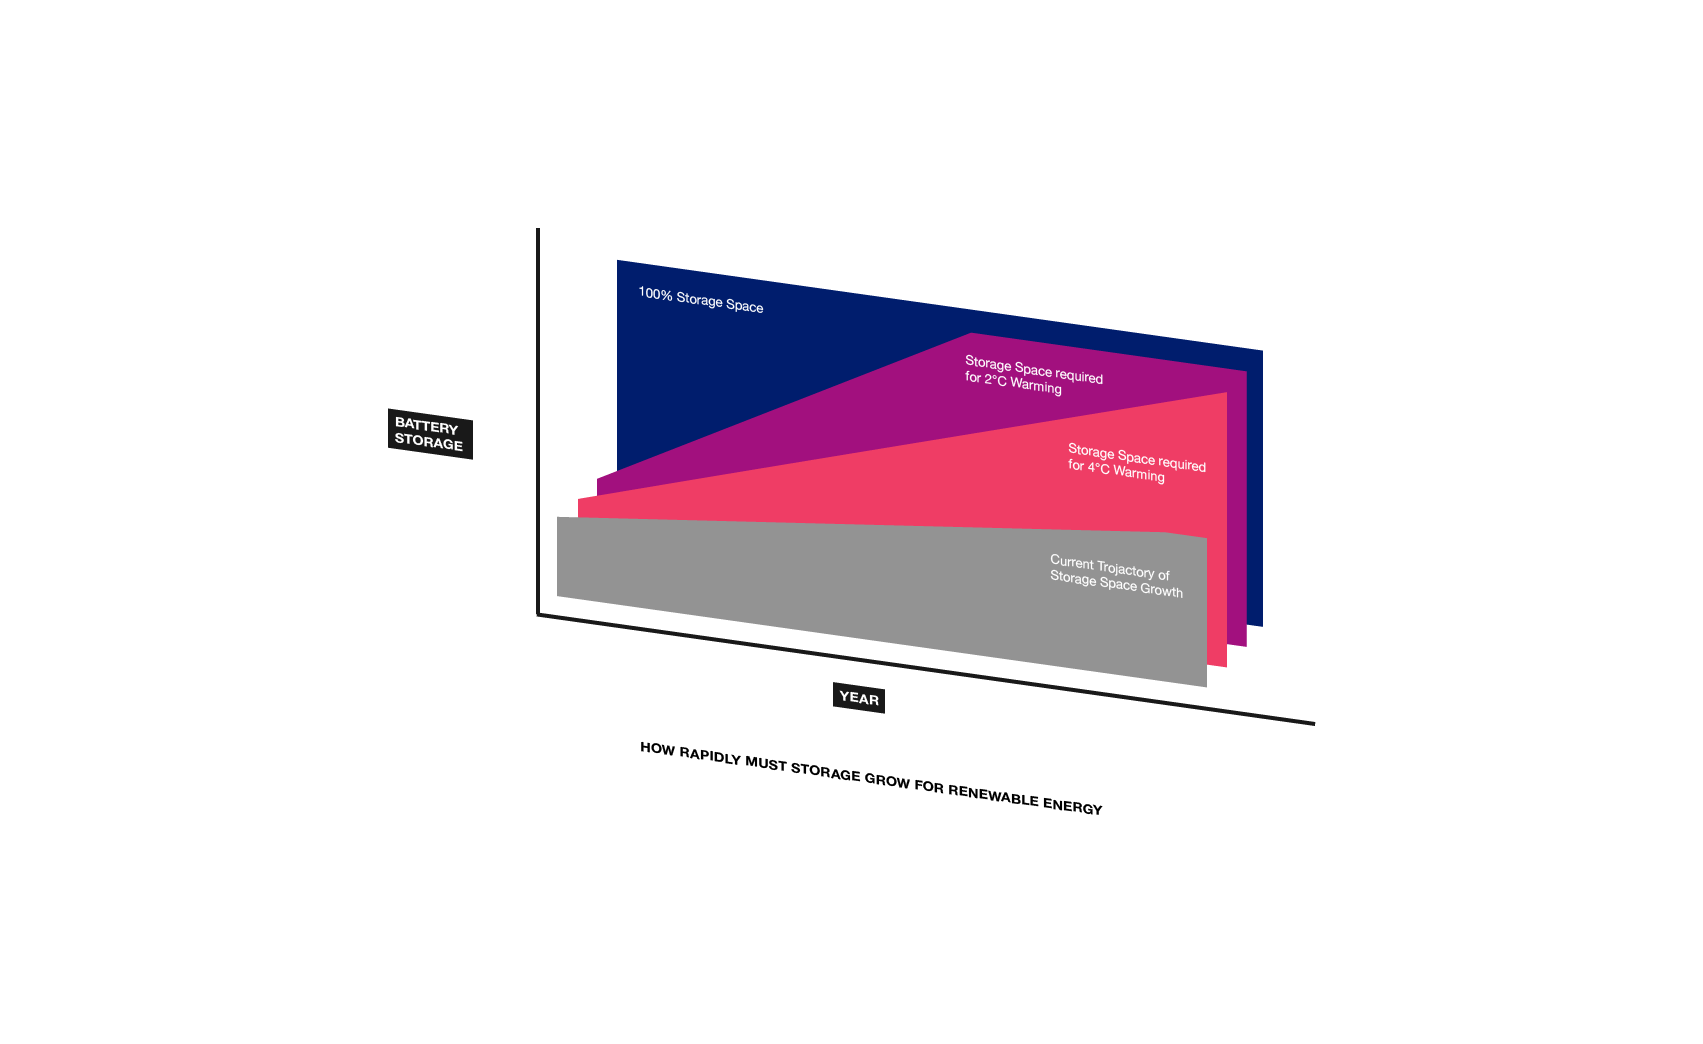 100% Storage Space
Storage Space required
for 2°C Warming
BATTERY
STORAGE
Storage Space required
for 4°C Warming
Current Trojactory of
Storage Space Growth
YEAR
HOW RAPIDLY MUST STORAGE GROW FOR RENEWABLE ENERGY